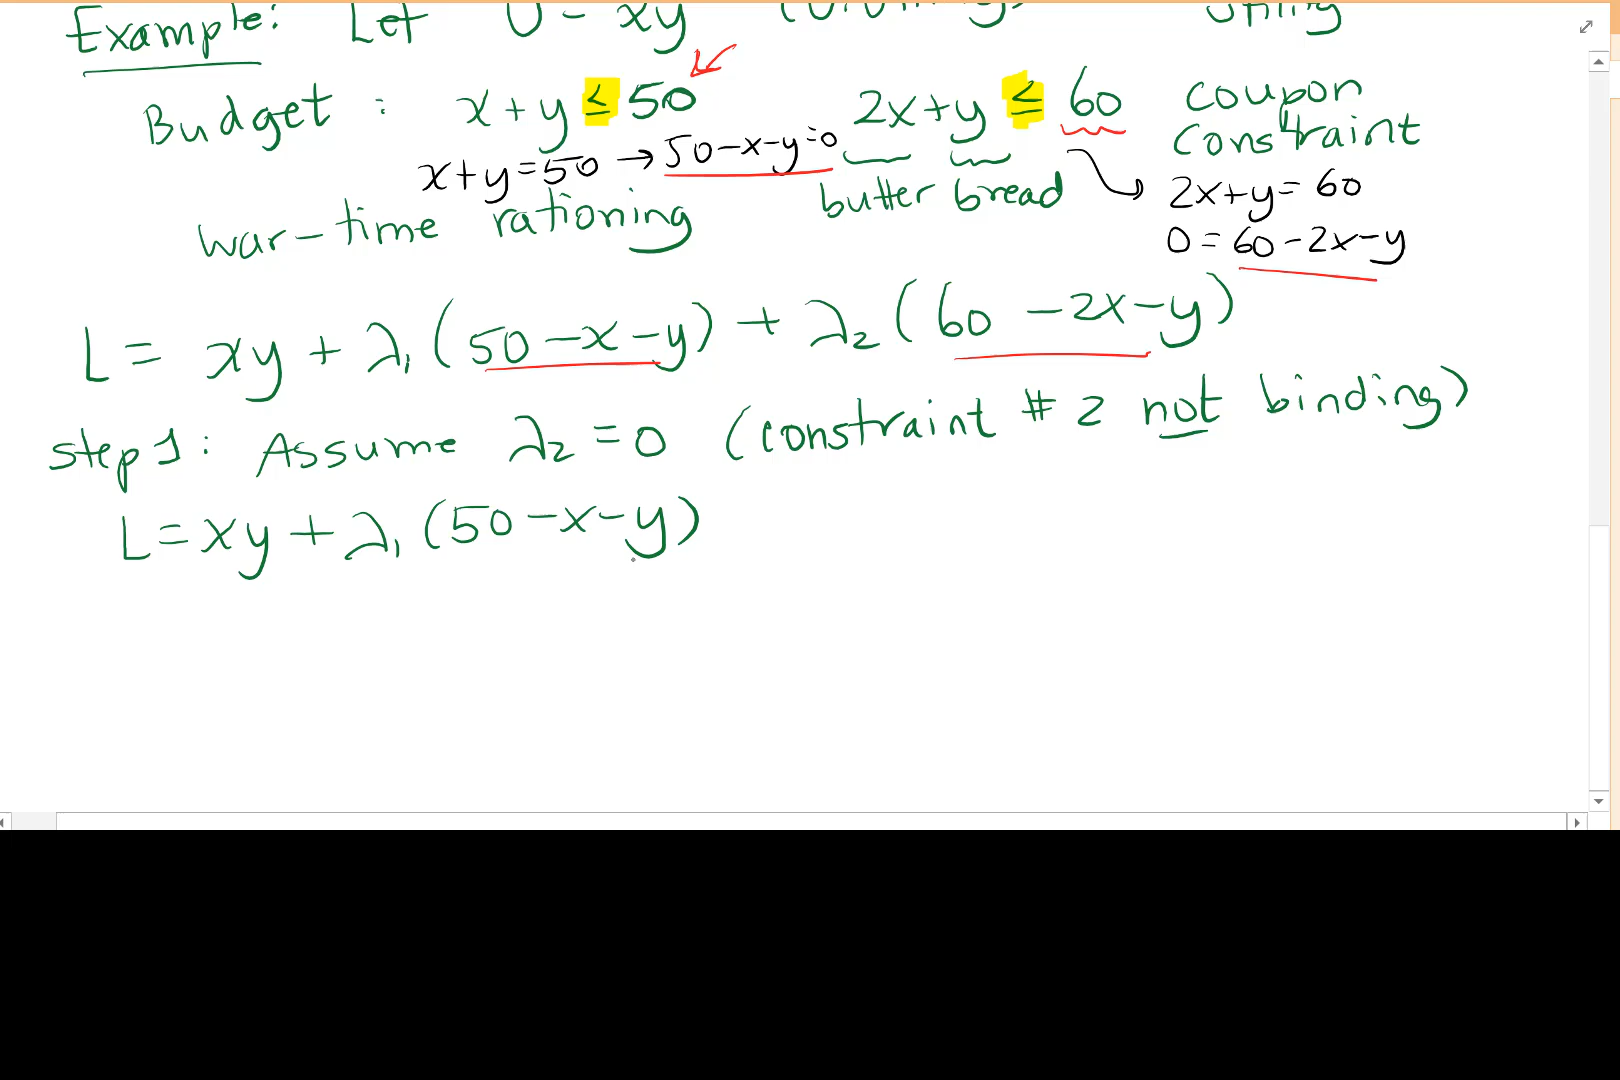 Example: Let U = xy
Budget : x + y ≤ 50 2x + y ≤ 60 coupon constraint
x + y = 50 → 50 - x - y = 0
butter bread
2x + y = 60
war-time rationing
0 = 60 - 2x - y
L = xy + λ₁ (50 - x - y) + λ₂ (60 - 2x - y)
step 1 : Assume λ₂ = 0 (constraint # 2 not binding)
L = xy + λ₁ (50 - x - y)